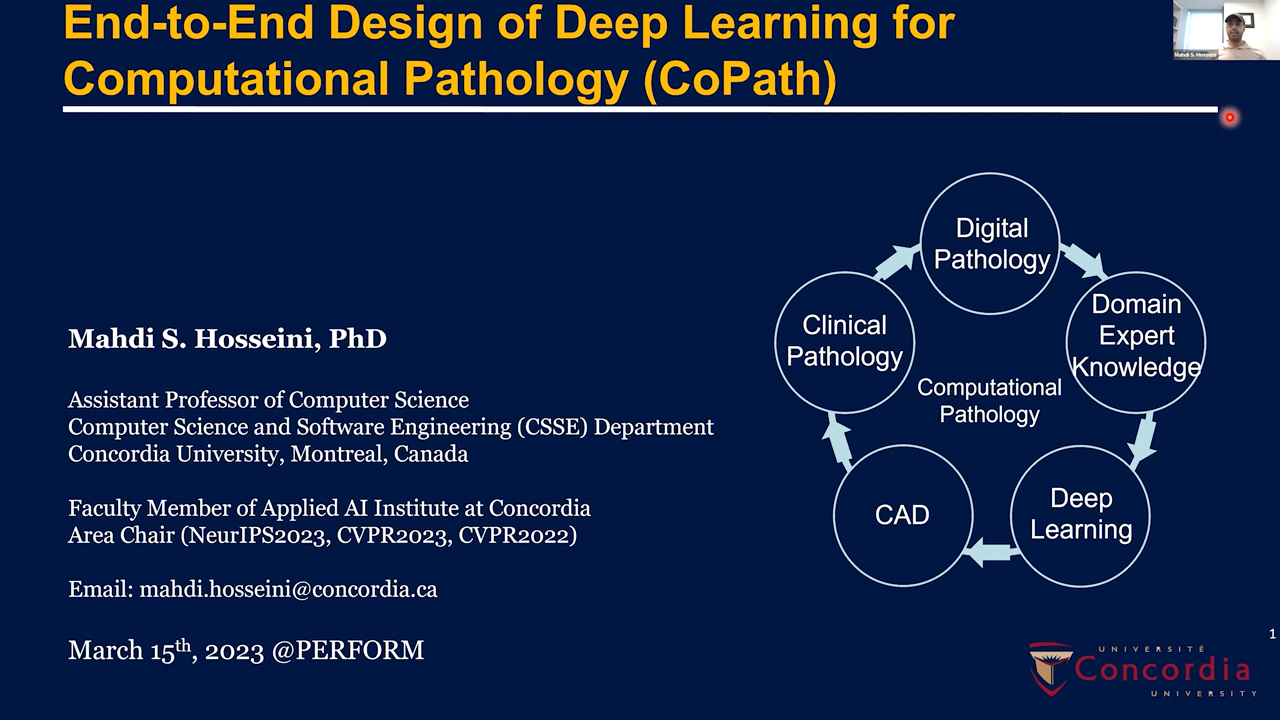 End-to-End Design of Deep Learning for
Computational Pathology (CoPath)
Mahdi S. Hosseini
Mahdi S. Hosseini, PhD
Assistant Professor of Computer Science
Computer Science and Software Engineering (CSSE) Department
Concordia University, Montreal, Canada
Faculty Member of Applied AI Institute at Concordia
Area Chair (NeurIPS2023, CVPR2023, CVPR2022)
Email: mahdi.hosseini@concordia.ca
March 15th, 2023 @PERFORM
Digital
Pathology
Domain
Expert
Knowledge
Deep
Learning
CAD
Clinical
Pathology
Computational
Pathology
1
UNIVERSITÉ
Concordia
UNIVERSITY